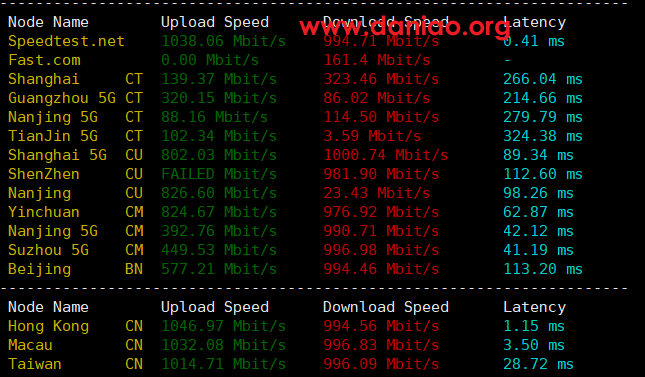 Node Name Upload Speed Download Speed Latency
www.daniao.org
Speedtest.net 1038.06 Mbit/s 994.71 Mbit/s 0.41 ms
Fast.com 0.00 Mbit/s 161.4 Mbit/s -
Shanghai CT 139.37 Mbit/s 323.46 Mbit/s 266.04 ms
Guangzhou 5G CT 320.15 Mbit/s 86.02 Mbit/s 214.66 ms
Nanjing 5G CT 88.16 Mbit/s 114.50 Mbit/s 279.79 ms
TianJin 5G CT 102.34 Mbit/s 3.59 Mbit/s 324.38 ms
Shanghai 5G CU 802.03 Mbit/s 1000.74 Mbit/s 89.34 ms
ShenZhen CU FAILED Mbit/s 981.90 Mbit/s 112.60 ms
Nanjing CU 826.60 Mbit/s 23.43 Mbit/s 98.26 ms
Yinchuan CM 824.67 Mbit/s 976.92 Mbit/s 62.87 ms
Nanjing 5G CM 392.76 Mbit/s 990.71 Mbit/s 42.12 ms
Suzhou 5G CM 449.53 Mbit/s 996.98 Mbit/s 41.19 ms
Beijing BN 577.21 Mbit/s 994.46 Mbit/s 113.20 ms
Node Name Upload Speed Download Speed Latency
Hong Kong CN 1046.97 Mbit/s 994.56 Mbit/s 1.15 ms
Macau CN 1032.08 Mbit/s 996.83 Mbit/s 3.50 ms
Taiwan CN 1014.71 Mbit/s 996.09 Mbit/s 28.72 ms